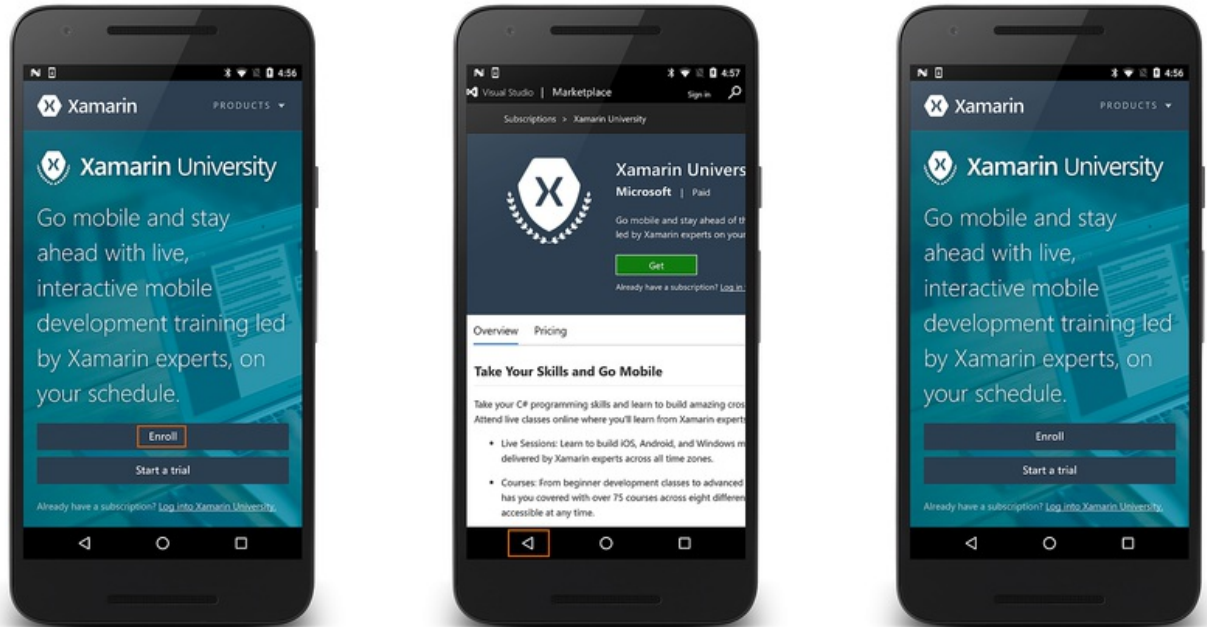 4:56
Xamarin
PRODUCTS
Xamarin University
Go mobile and stay
ahead with live,
interactive mobile
development training led
by Xamarin experts, on
your schedule.
Enroll
Start a trial
Already have a subscription? Log into Xamarin University.
4:57
Visual Studio | Marketplace
Sign in
Subscriptions > Xamarin University
Xamarin Univers
Microsoft | Paid
Go mobile and stay ahead of th
led by Xamarin experts on your
Get
Already have a subscription? Log in
Overview Pricing
Take Your Skills and Go Mobile
Take your C# programming skills and learn to build amazing cros
Attend live classes online where you'll learn from Xamarin expert
• Live Sessions: Learn to build iOS, Android, and Windows m
delivered by Xamarin experts across all time zones.
• Courses: From beginner development classes to advanced
has you covered with over 75 courses across eight differen
accessible at any time.
4:56
Xamarin
PRODUCTS
Xamarin University
Go mobile and stay
ahead with live,
interactive mobile
development training led
by Xamarin experts, on
your schedule.
Enroll
Start a trial
Already have a subscription? Log into Xamarin University.